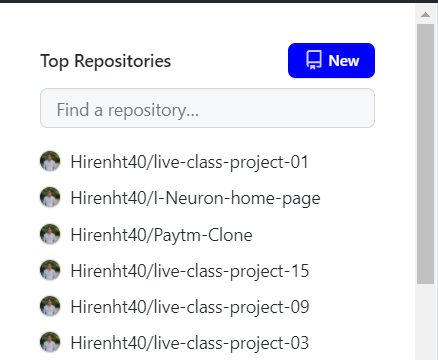 Top Repositories
New
Find a repository...
Hirenht40/live-class-project-01
Hirenht40/I-Neuron-home-page
Hirenht40/Paytm-Clone
Hirenht40/live-class-project-15
Hirenht40/live-class-project-09
Hirenht40/live-class-project-03